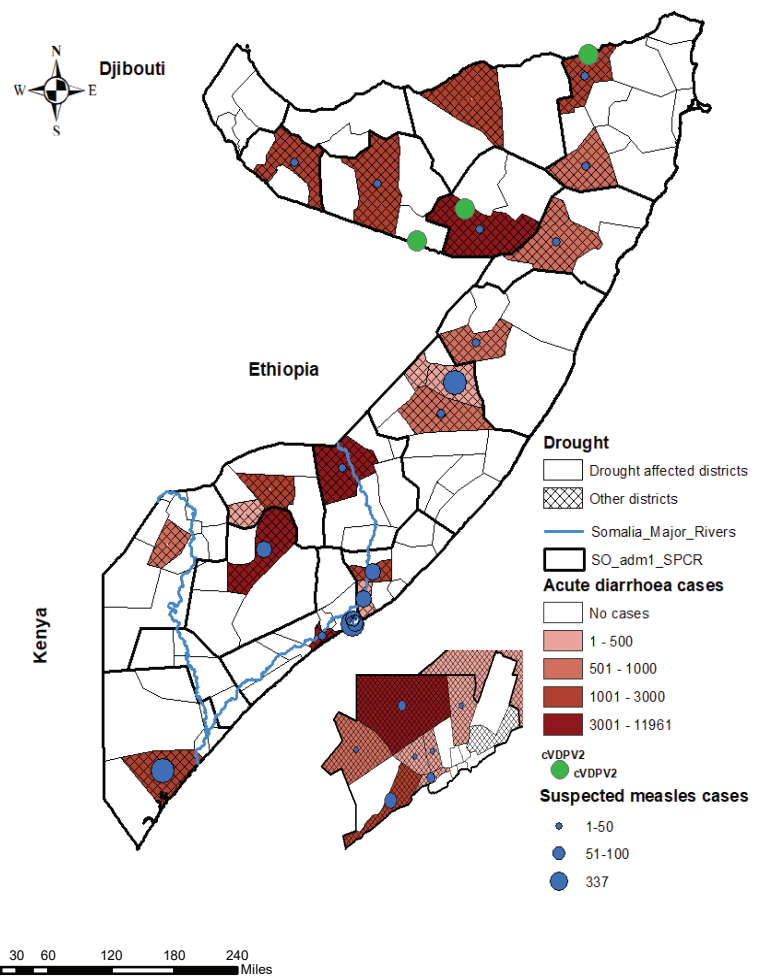 N
W E
S
Djibouti
Ethiopia
Kenya
Drought
Drought affected districts
Other districts
Somalia_Major_Rivers
SO_adm1_SPCR
Acute diarrhoea cases
No cases
1 - 500
501 - 1000
1001 - 3000
3001 - 11961
cVDPV2
cVDPV2
Suspected measles cases
1-50
51-100
337
30 60 120 180 240
Miles